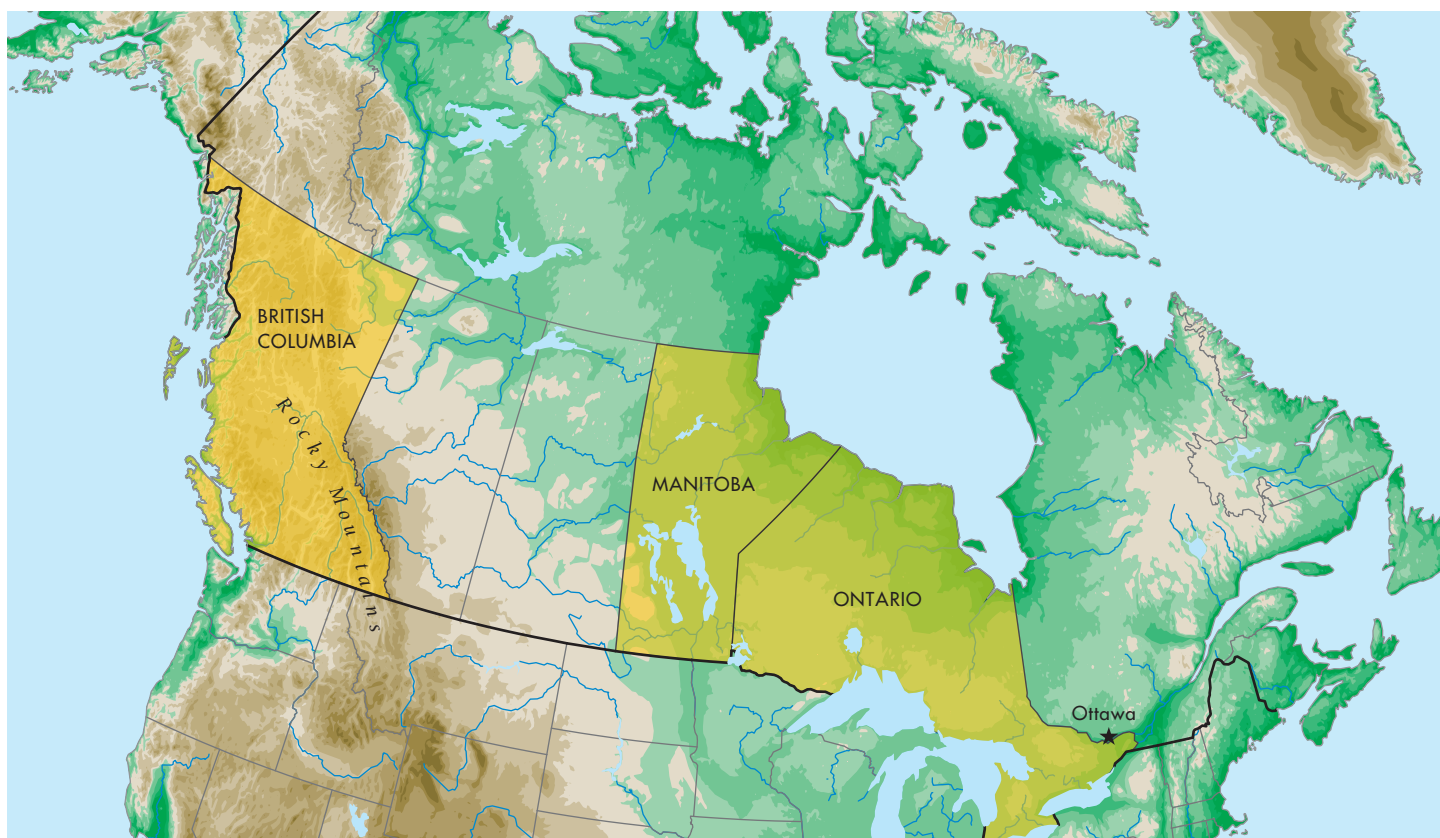 BRITISH
COLUMBIA
Rocky Mountains
MANITOBA
ONTARIO
Ottawa